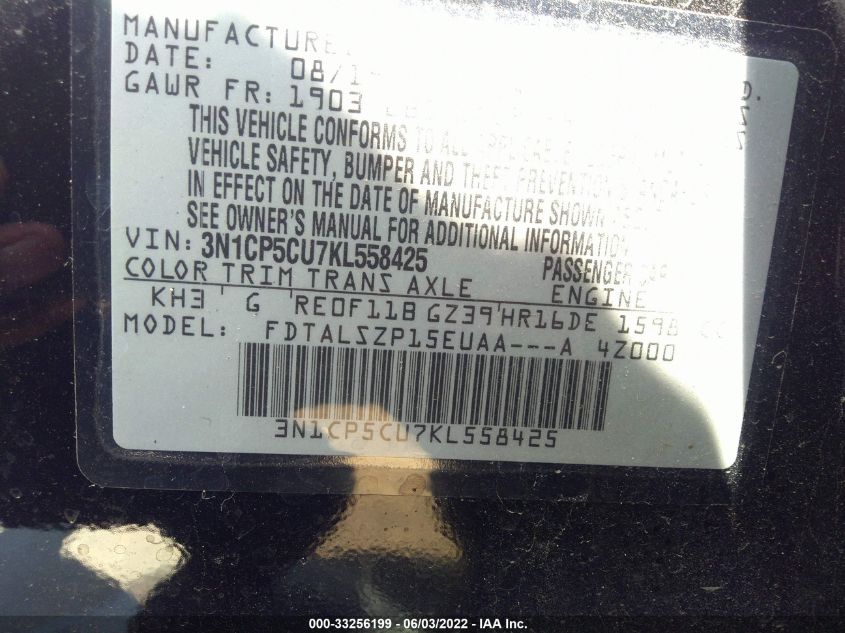 MANUFACTURE
DATE: 08/1
GAWR FR: 1903
THIS VEHICLE CONFORMS TO ALL APPLICABLE
VEHICLE SAFETY, BUMPER AND THEFT PREVENTION
IN EFFECT ON THE DATE OF MANUFACTURE SHOWN
SEE OWNER'S MANUAL FOR ADDITIONAL INFORMATION
VIN: 3N1CP5CU7KL558425 PASSENGER
COLOR TRIM TRANS AXLE ENGINE
KH3 G RE0F11B GZ39 HR16DE 1598 CC
MODEL: FDTALSZP15EUAA---A 4Z000
3N1CP5CU7KL558425
000-33256199 - 06/03/2022 - IAA Inc.